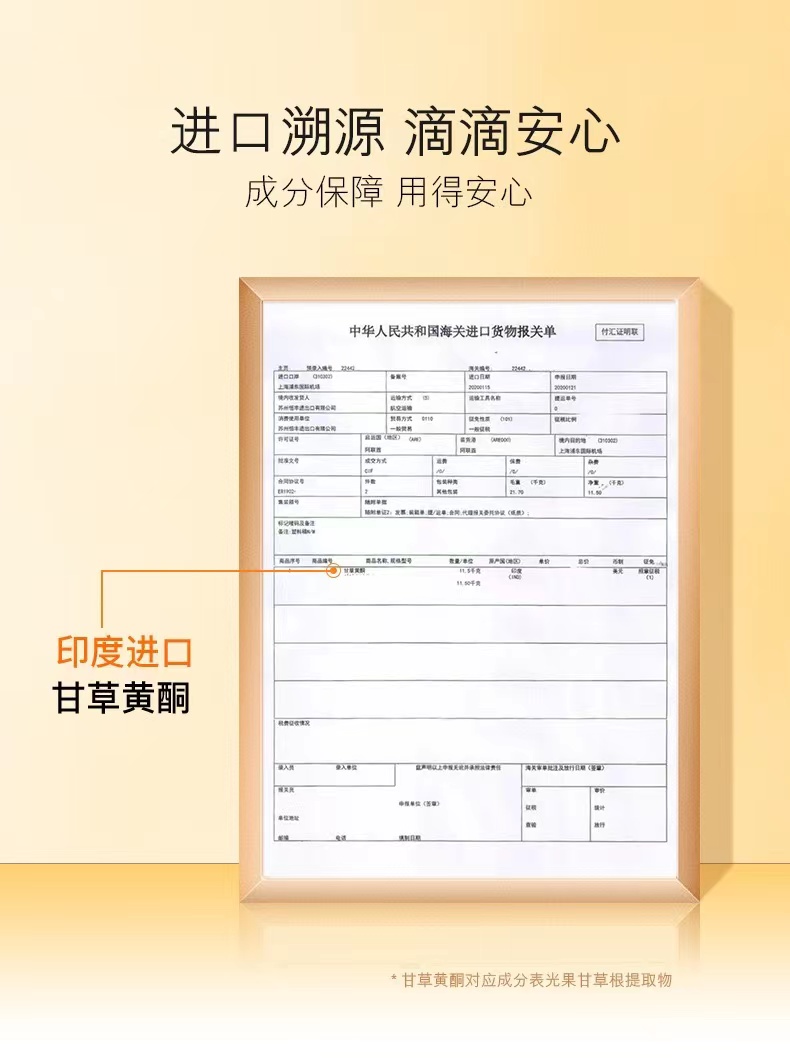 进口溯源 滴滴安心
成分保障 用得安心
中华人民共和国海关进口货物报关单
付汇证明联
主页: 预录入编号 22442 海关编号: 22442
进口口岸 (310302) 备案号 进口日期 申报日期
上海浦东国际机场 20200115 20200121
境内收发货人 运输方式 (5) 运输工具名称 提运单号
苏州恒丰进出口有限公司 航空运输 0
消费使用单位 贸易方式 0110 征免性质 (101) 征税比例
苏州恒丰进出口有限公司 一般贸易 一般征税
许可证号 启运国(地区) (ARE) 装货港 (ARE000) 境内目的地 (310302)
阿联酋 阿联酋 上海浦东国际机场
批准文号 成交方式 运费 保费 杂费
CIF /0/ /0/ /0/
合同协议号 件数 包装种类 毛重 (千克) 净重 (千克)
2 其他包装 21.70 11.50
集装箱号 随附单据
随附单证2: 发票;装箱单;提/运单;合同;代理报关委托协议(纸质);
标记唛码及备注
备注:塑料桶N/M
商品序号 商品编号 商品名称,规格型号 数量/单位 原产国(地区) 单价 总价 币制 征免
甘草黄酮 11.5千克 印度 美元 照章征税
11.50千克 (IND) (1)
印度进口
甘草黄酮
税费征收情况
录入员 录入单位 兹声明以上申报无讹并承担法律责任 海关审单批注及放行日期(签章)
报关员 审单 审价
申报单位(签章) 征税 统计
单位地址 查验 放行
邮编 电话 填制日期
* 甘草黄酮对应成分表光果甘草根提取物